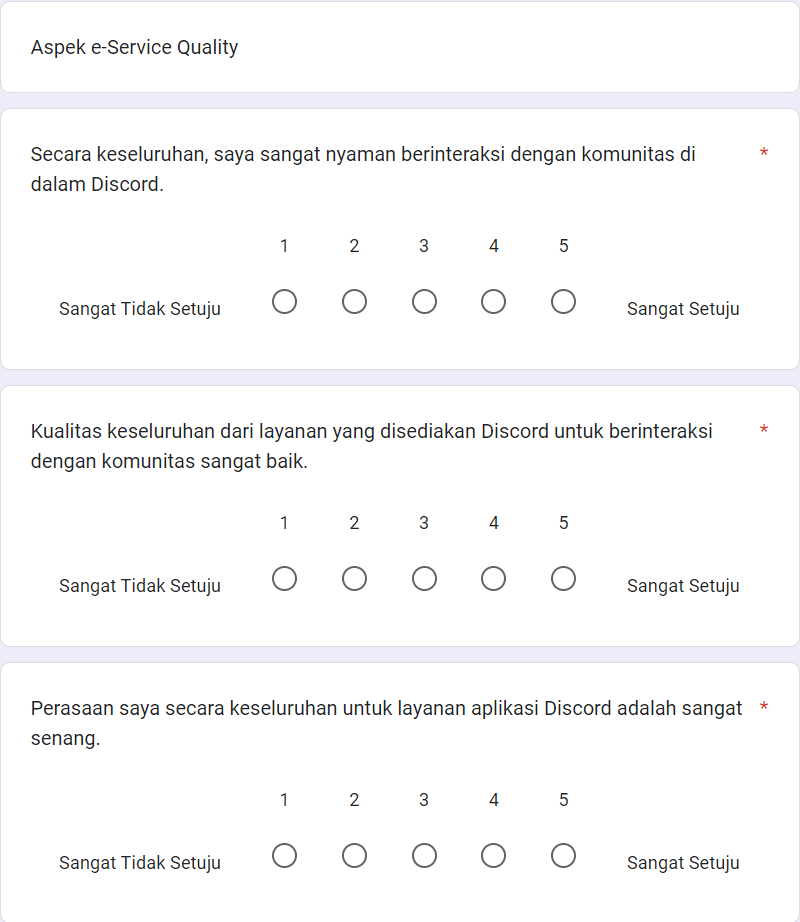 Aspek e-Service Quality
Secara keseluruhan, saya sangat nyaman berinteraksi dengan komunitas di *
dalam Discord.
1 2 3 4 5
Sangat Tidak Setuju Sangat Setuju
Kualitas keseluruhan dari layanan yang disediakan Discord untuk berinteraksi *
dengan komunitas sangat baik.
1 2 3 4 5
Sangat Tidak Setuju Sangat Setuju
Perasaan saya secara keseluruhan untuk layanan aplikasi Discord adalah sangat *
senang.
1 2 3 4 5
Sangat Tidak Setuju Sangat Setuju